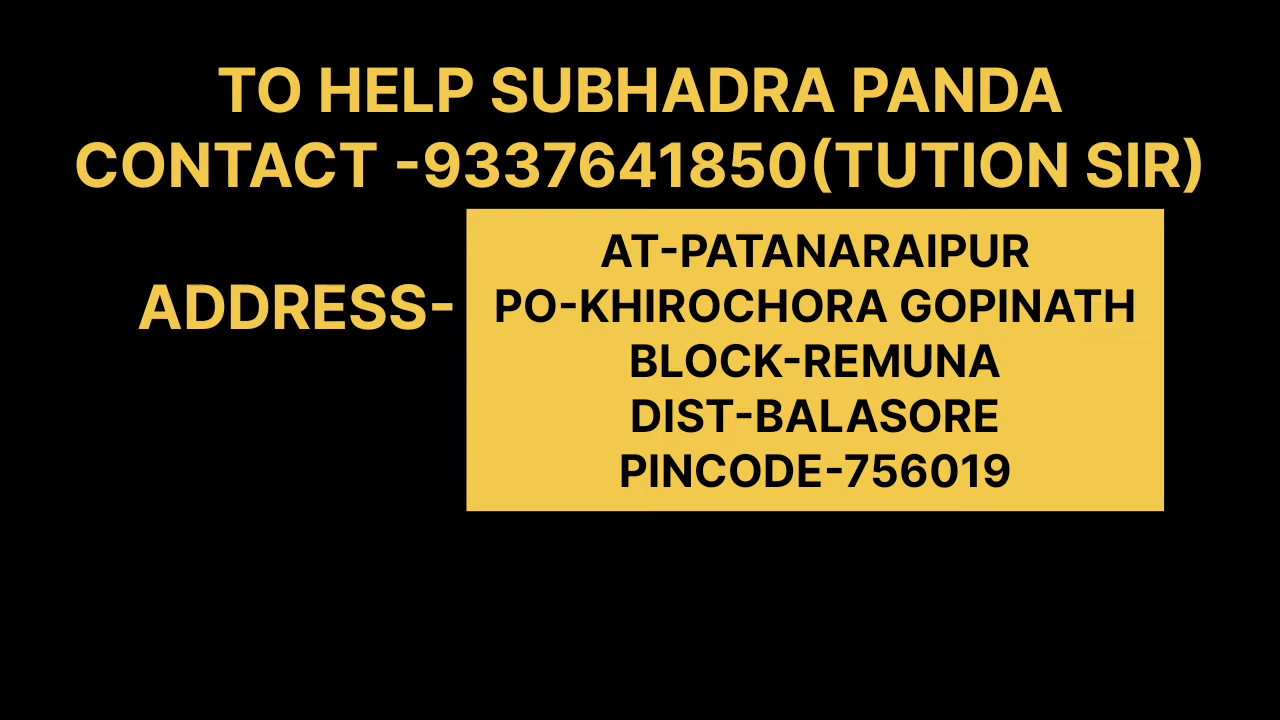 TO HELP SUBHADRA PANDA
CONTACT -9337641850(TUTION SIR)
ADDRESS-
AT-PATANARAIPUR
PO-KHIROCHORA GOPINATH
BLOCK-REMUNA
DIST-BALASORE
PINCODE-756019